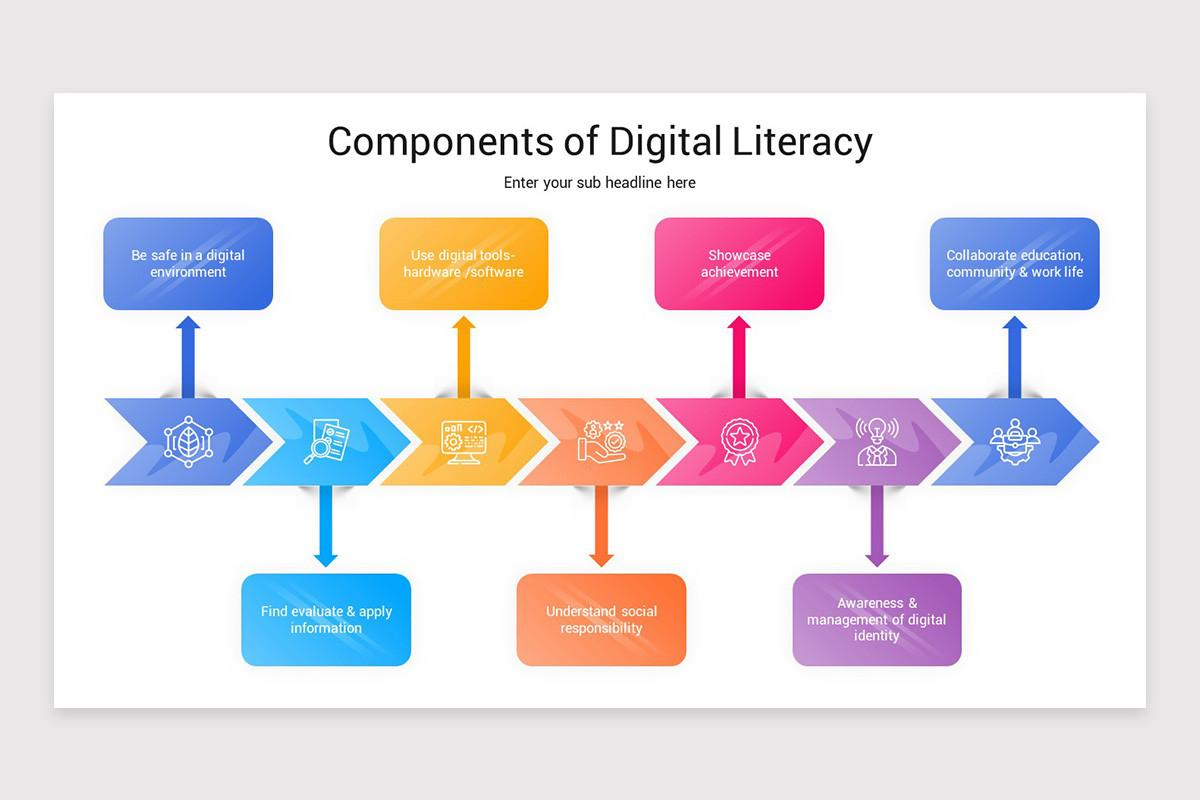 Components of Digital Literacy
Enter your sub headline here
Be safe in a digital
environment
Use digital tools-
hardware /software
Showcase
achievement
Collaborate education,
community & work life
</>
Find evaluate & apply
information
Understand social
responsibility
Awareness &
management of digital
identity